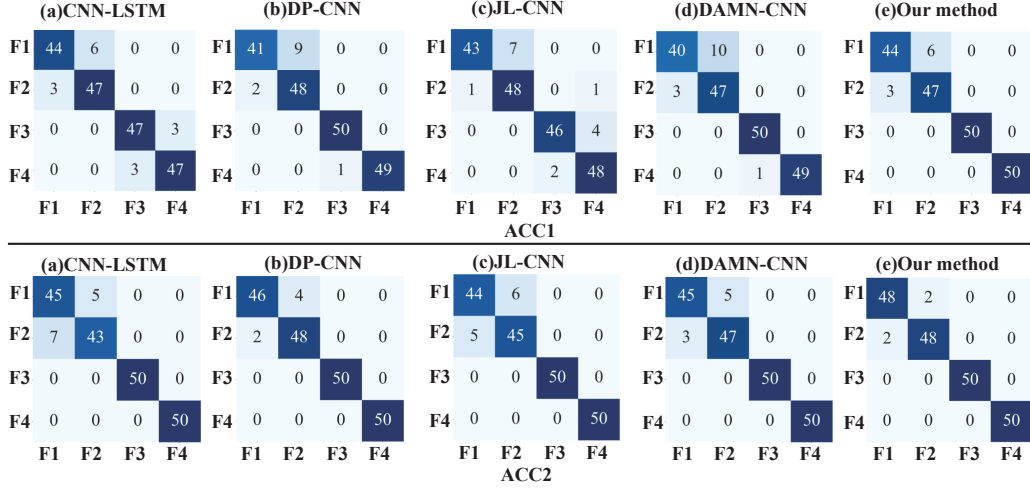 (a)CNN-LSTM (b)DP-CNN (c)JL-CNN (d)DAMN-CNN (e)Our method
F1 44 6 0 0 F1 41 9 0 0 F1 43 7 0 0 F1 40 10 0 0 F1 44 6 0 0
F2 3 47 0 0 F2 2 48 0 0 F2 1 48 0 1 F2 3 47 0 0 F2 3 47 0 0
F3 0 0 47 3 F3 0 0 50 0 F3 0 0 46 4 F3 0 0 50 0 F3 0 0 50 0
F4 0 0 3 47 F4 0 0 1 49 F4 0 0 2 48 F4 0 0 1 49 F4 0 0 0 50
F1 F2 F3 F4 F1 F2 F3 F4 F1 F2 F3 F4 F1 F2 F3 F4 F1 F2 F3 F4
ACC1
(a)CNN-LSTM (b)DP-CNN (c)JL-CNN (d)DAMN-CNN (e)Our method
F1 45 5 0 0 F1 46 4 0 0 F1 44 6 0 0 F1 45 5 0 0 F1 48 2 0 0
F2 7 43 0 0 F2 2 48 0 0 F2 5 45 0 0 F2 3 47 0 0 F2 2 48 0 0
F3 0 0 50 0 F3 0 0 50 0 F3 0 0 50 0 F3 0 0 50 0 F3 0 0 50 0
F4 0 0 0 50 F4 0 0 0 50 F4 0 0 0 50 F4 0 0 0 50 F4 0 0 0 50
F1 F2 F3 F4 F1 F2 F3 F4 F1 F2 F3 F4 F1 F2 F3 F4 F1 F2 F3 F4
ACC2